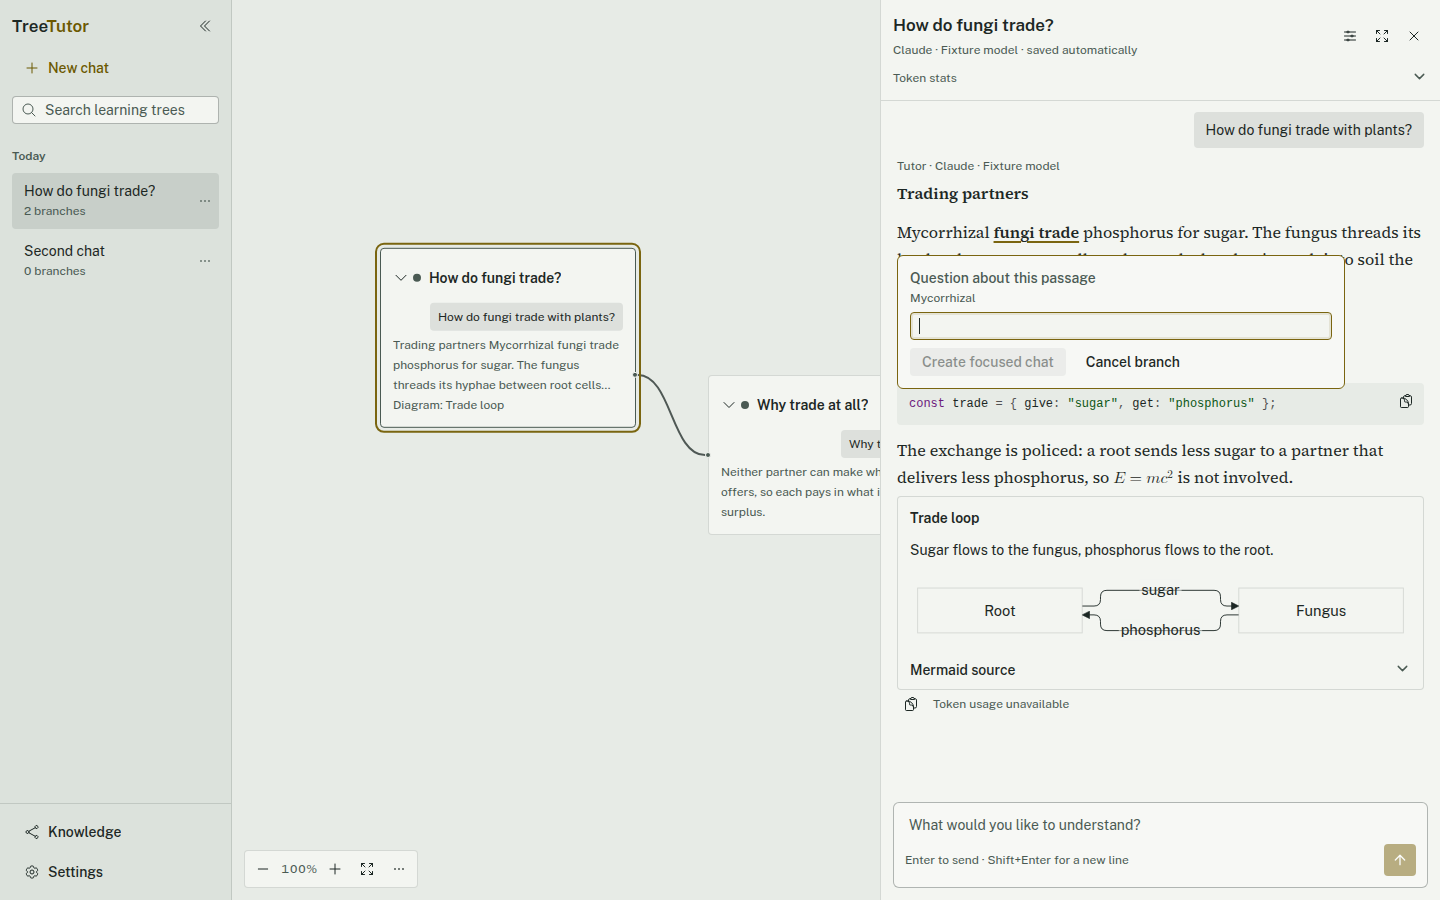 TreeTutor
New chat
Search learning trees
Today
How do fungi trade?
2 branches
Second chat
0 branches
Knowledge
Settings
How do fungi trade?
How do fungi trade with plants?
Trading partners Mycorrhizal fungi trade
phosphorus for sugar. The fungus
threads its hyphae between root cells...
Diagram: Trade loop
Why trade at all?
Why t
Neither partner can make wh
offers, so each pays in what i
surplus.
100%
How do fungi trade?
Claude · Fixture model · saved automatically
Token stats
How do fungi trade with plants?
Tutor · Claude · Fixture model
Trading partners
Mycorrhizal fungi trade phosphorus for sugar. The fungus threads its
o soil the
Question about this passage
Mycorrhizal
Create focused chat Cancel branch
const trade = { give: "sugar", get: "phosphorus" };
The exchange is policed: a root sends less sugar to a partner that
delivers less phosphorus, so E = mc² is not involved.
Trade loop
Sugar flows to the fungus, phosphorus flows to the root.
sugar
Root Fungus
phosphorus
Mermaid source
Token usage unavailable
What would you like to understand?
Enter to send · Shift+Enter for a new line